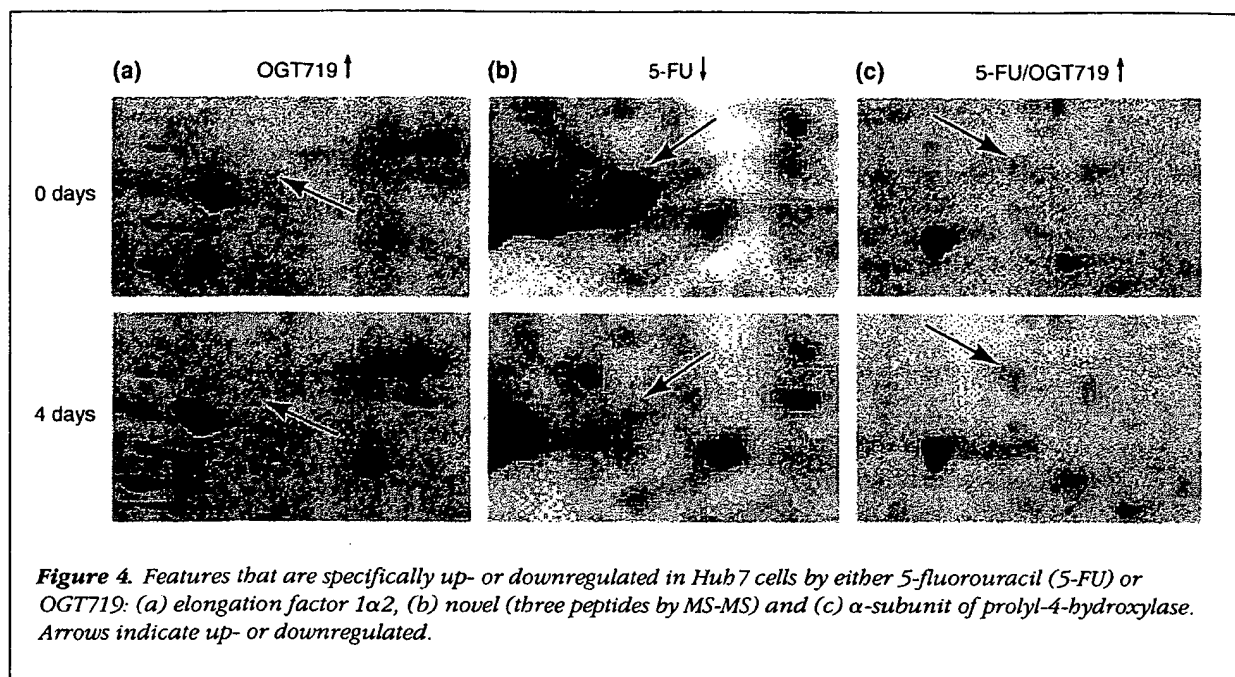 (a) OGT719 ↑ (b) 5-FU ↓ (c) 5-FU/OGT719 ↑
0 days
4 days
Figure 4. Features that are specifically up- or downregulated in Hub7 cells by either 5-fluorouracil (5-FU) or
OGT719: (a) elongation factor 1α2, (b) novel (three peptides by MS-MS) and (c) α-subunit of prolyl-4-hydroxylase.
Arrows indicate up- or downregulated.